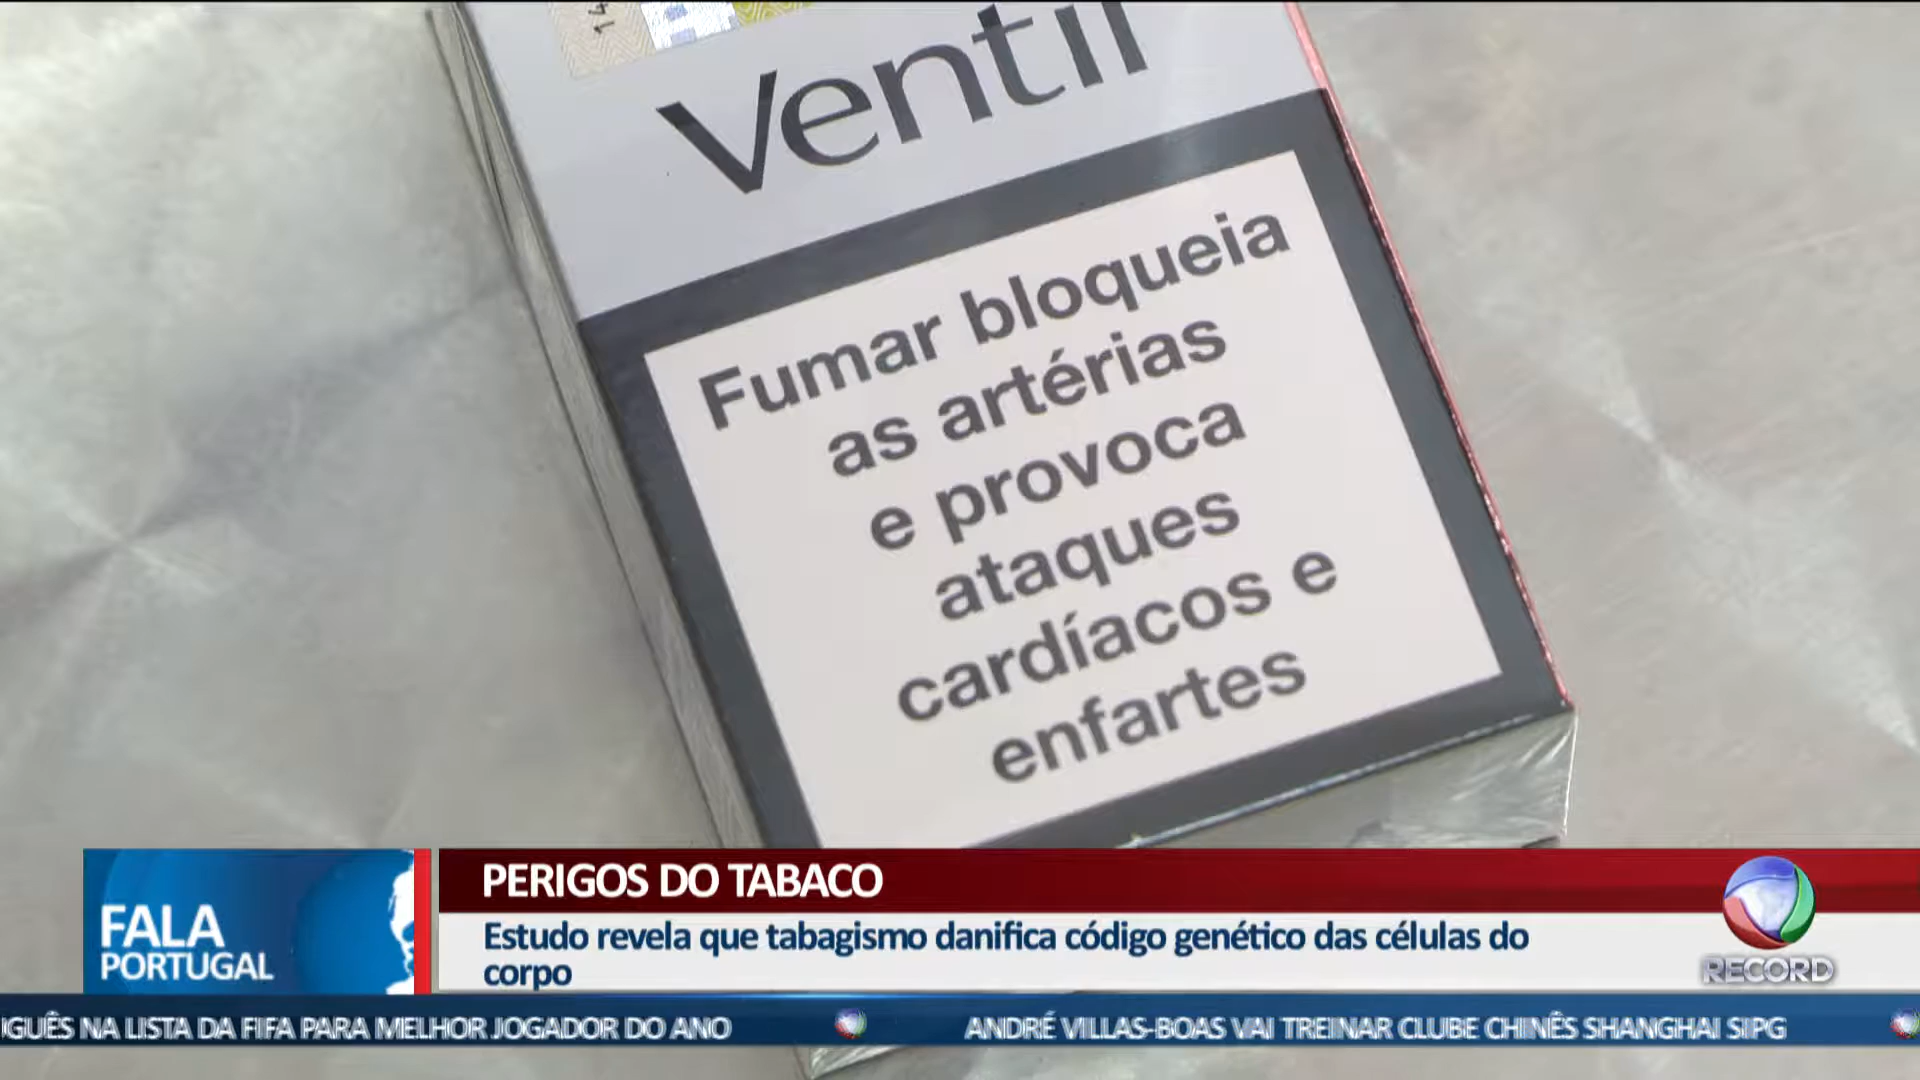 14
Ventil
Fumar bloqueia
as artérias
e provoca
ataques
cardíacos e
enfartes
FALA
PORTUGAL
PERIGOS DO TABACO
Estudo revela que tabagismo danifica código genético das células do
corpo
RECORD
GUÊS NA LISTA DA FIFA PARA MELHOR JOGADOR DO ANO
ANDRÉ VILLAS-BOAS VAI TREINAR CLUBE CHINÊS SHANGHAI SIPG